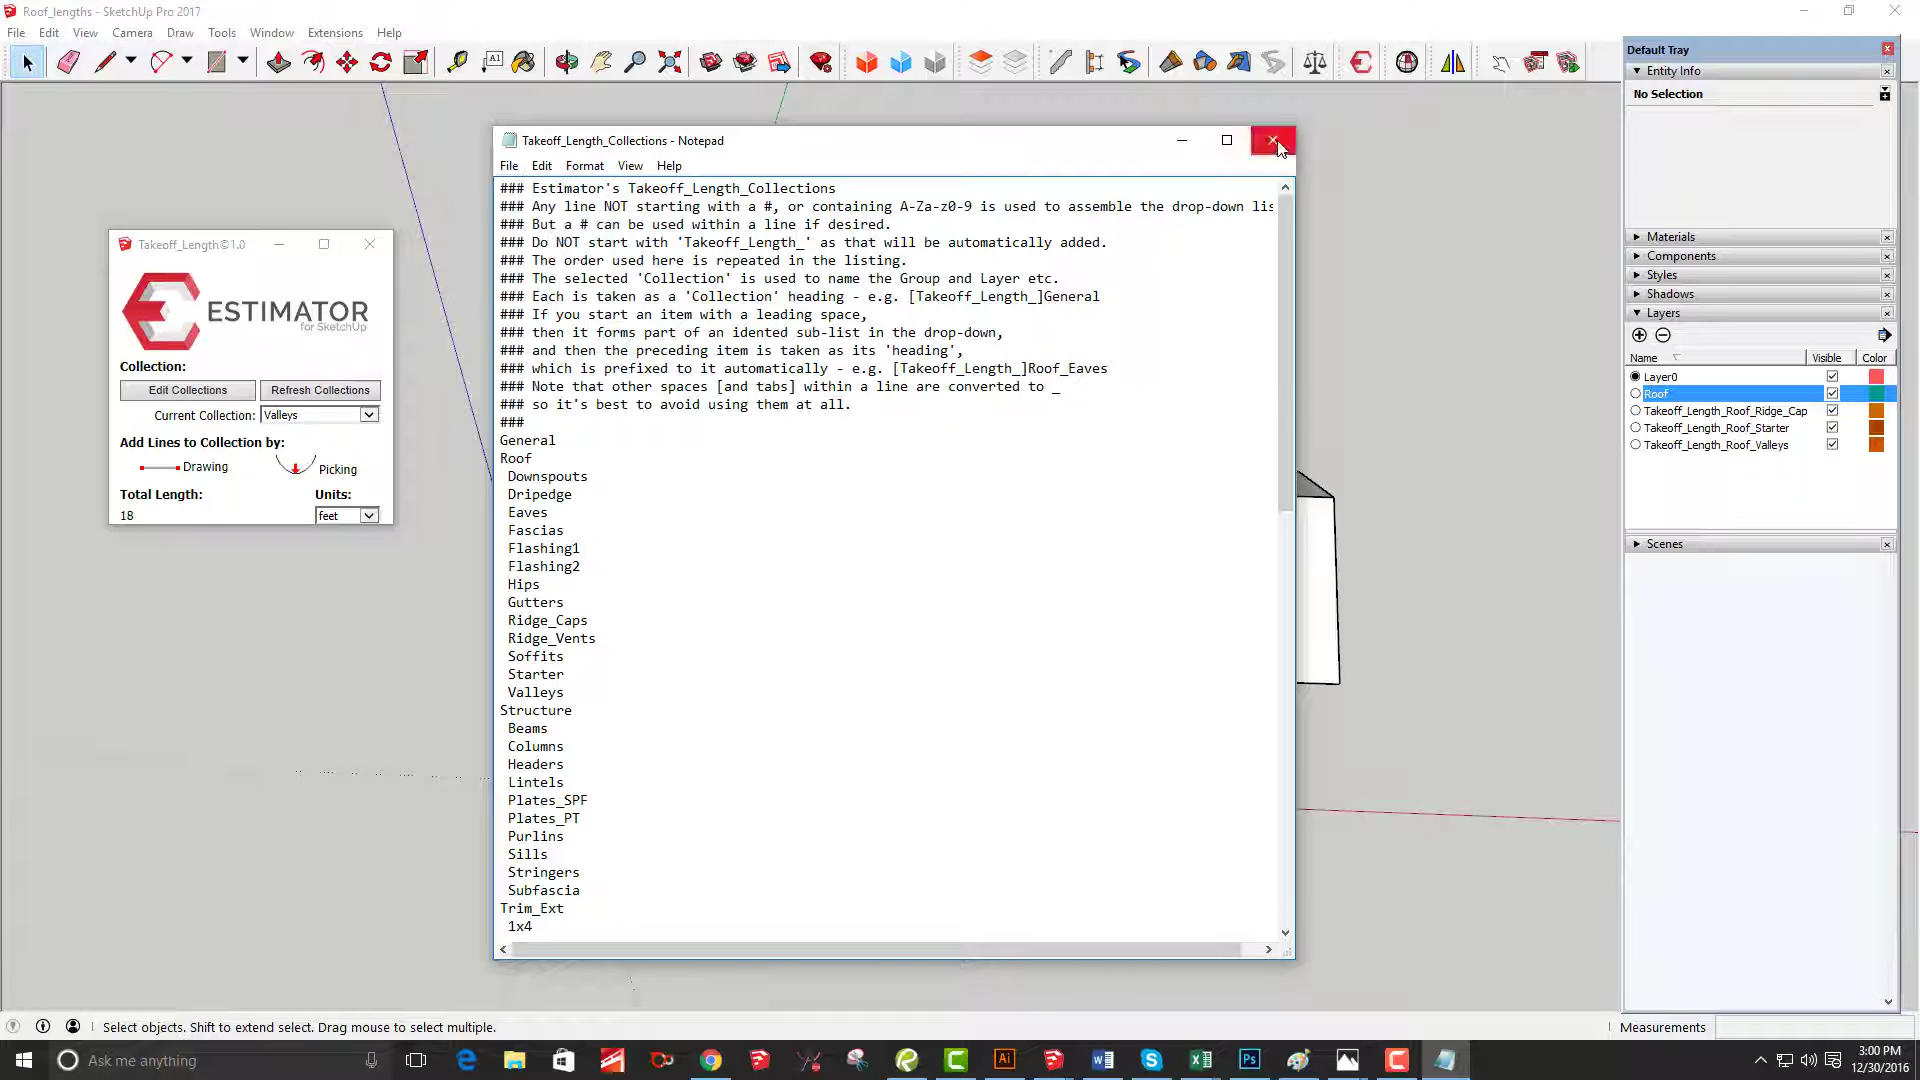 Roof_lengths - SketchUp Pro 2017
File Edit View Camera Draw Tools Window Extensions Help
Default Tray
Entity Info
No Selection
Materials
Components
Styles
Shadows
Layers
Name Visible Color
Layer0
Roof
Takeoff_Length_Roof_Ridge_Cap
Takeoff_Length_Roof_Starter
Takeoff_Length_Roof_Valleys
Scenes
Takeoff_Length©1.0
ESTIMATOR
for SketchUp
Collection:
Edit Collections Refresh Collections
Current Collection: Valleys
Add Lines to Collection by:
Drawing Picking
Total Length: Units:
18 feet
Takeoff_Length_Collections - Notepad
File Edit Format View Help
### Estimator's Takeoff_Length_Collections
### Any line NOT starting with a #, or containing A-Za-z0-9 is used to assemble the drop-down lis
### But a # can be used within a line if desired.
### Do NOT start with 'Takeoff_Length_' as that will be automatically added.
### The order used here is repeated in the listing.
### The selected 'Collection' is used to name the Group and Layer etc.
### Each is taken as a 'Collection' heading - e.g. [Takeoff_Length_]General
### If you start an item with a leading space,
### then it forms part of an idented sub-list in the drop-down,
### and then the preceding item is taken as its 'heading',
### which is prefixed to it automatically - e.g. [Takeoff_Length_]Roof_Eaves
### Note that other spaces [and tabs] within a line are converted to _
### so it's best to avoid using them at all.
###
General
Roof
Downspouts
Dripedge
Eaves
Fascias
Flashing1
Flashing2
Hips
Gutters
Ridge_Caps
Ridge_Vents
Soffits
Starter
Valleys
Structure
Beams
Columns
Headers
Lintels
Plates_SPF
Plates_PT
Purlins
Sills
Stringers
Subfascia
Trim_Ext
1x4
Select objects. Shift to extend select. Drag mouse to select multiple.
Measurements
Ask me anything
3:00 PM
12/30/2016